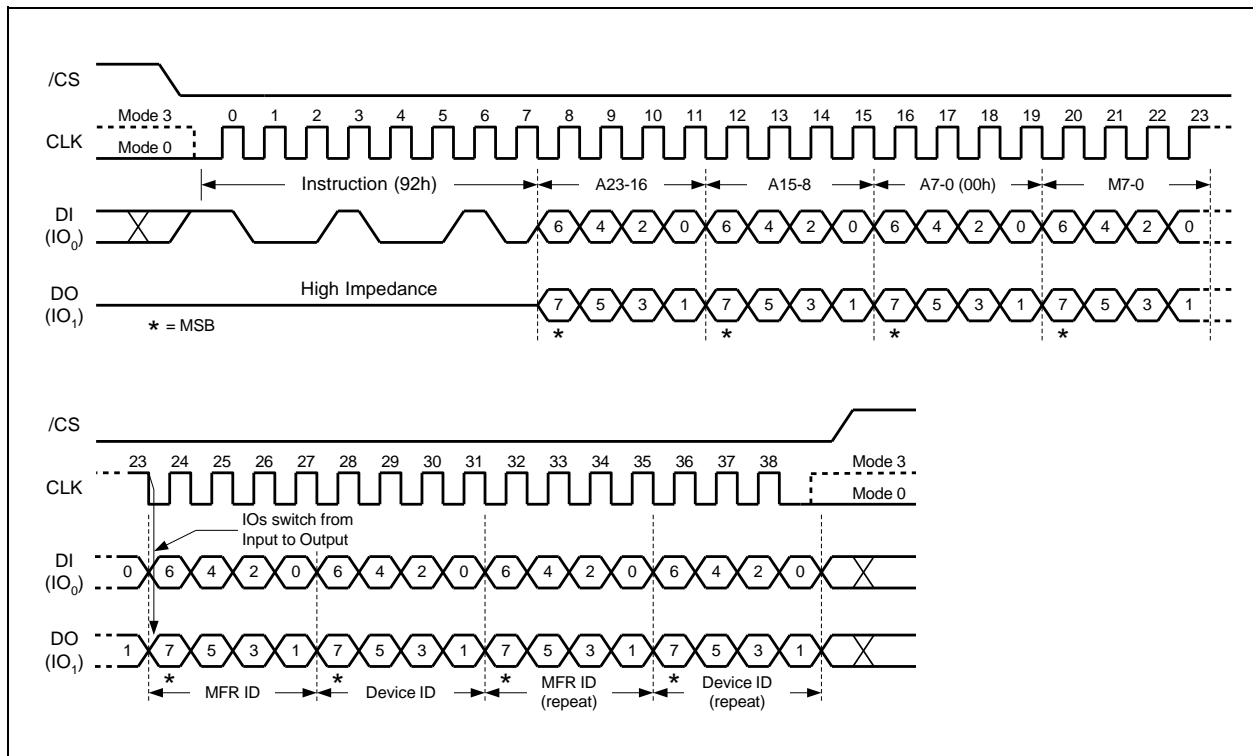 /CS
Mode 3 0 1 2 3 4 5 6 7 8 9 10 11 12 13 14 15 16 17 18 19 20 21 22 23
CLK
Mode 0
Instruction (92h) A23-16 A15-8 A7-0 (00h) M7-0
DI
(IO0) 6 4 2 0 6 4 2 0 6 4 2 0 6 4 2 0
High Impedance
DO
(IO1) 7 5 3 1 7 5 3 1 7 5 3 1 7 5 3 1
* = MSB * * * *
/CS
23 24 25 26 27 28 29 30 31 32 33 34 35 36 37 38 Mode 3
CLK
Mode 0
IOs switch from
Input to Output
DI
(IO0) 0 6 4 2 0 6 4 2 0 6 4 2 0 6 4 2 0
DO
(IO1) 1 7 5 3 1 7 5 3 1 7 5 3 1 7 5 3 1
* * * *
MFR ID Device ID MFR ID
(repeat) Device ID
(repeat)